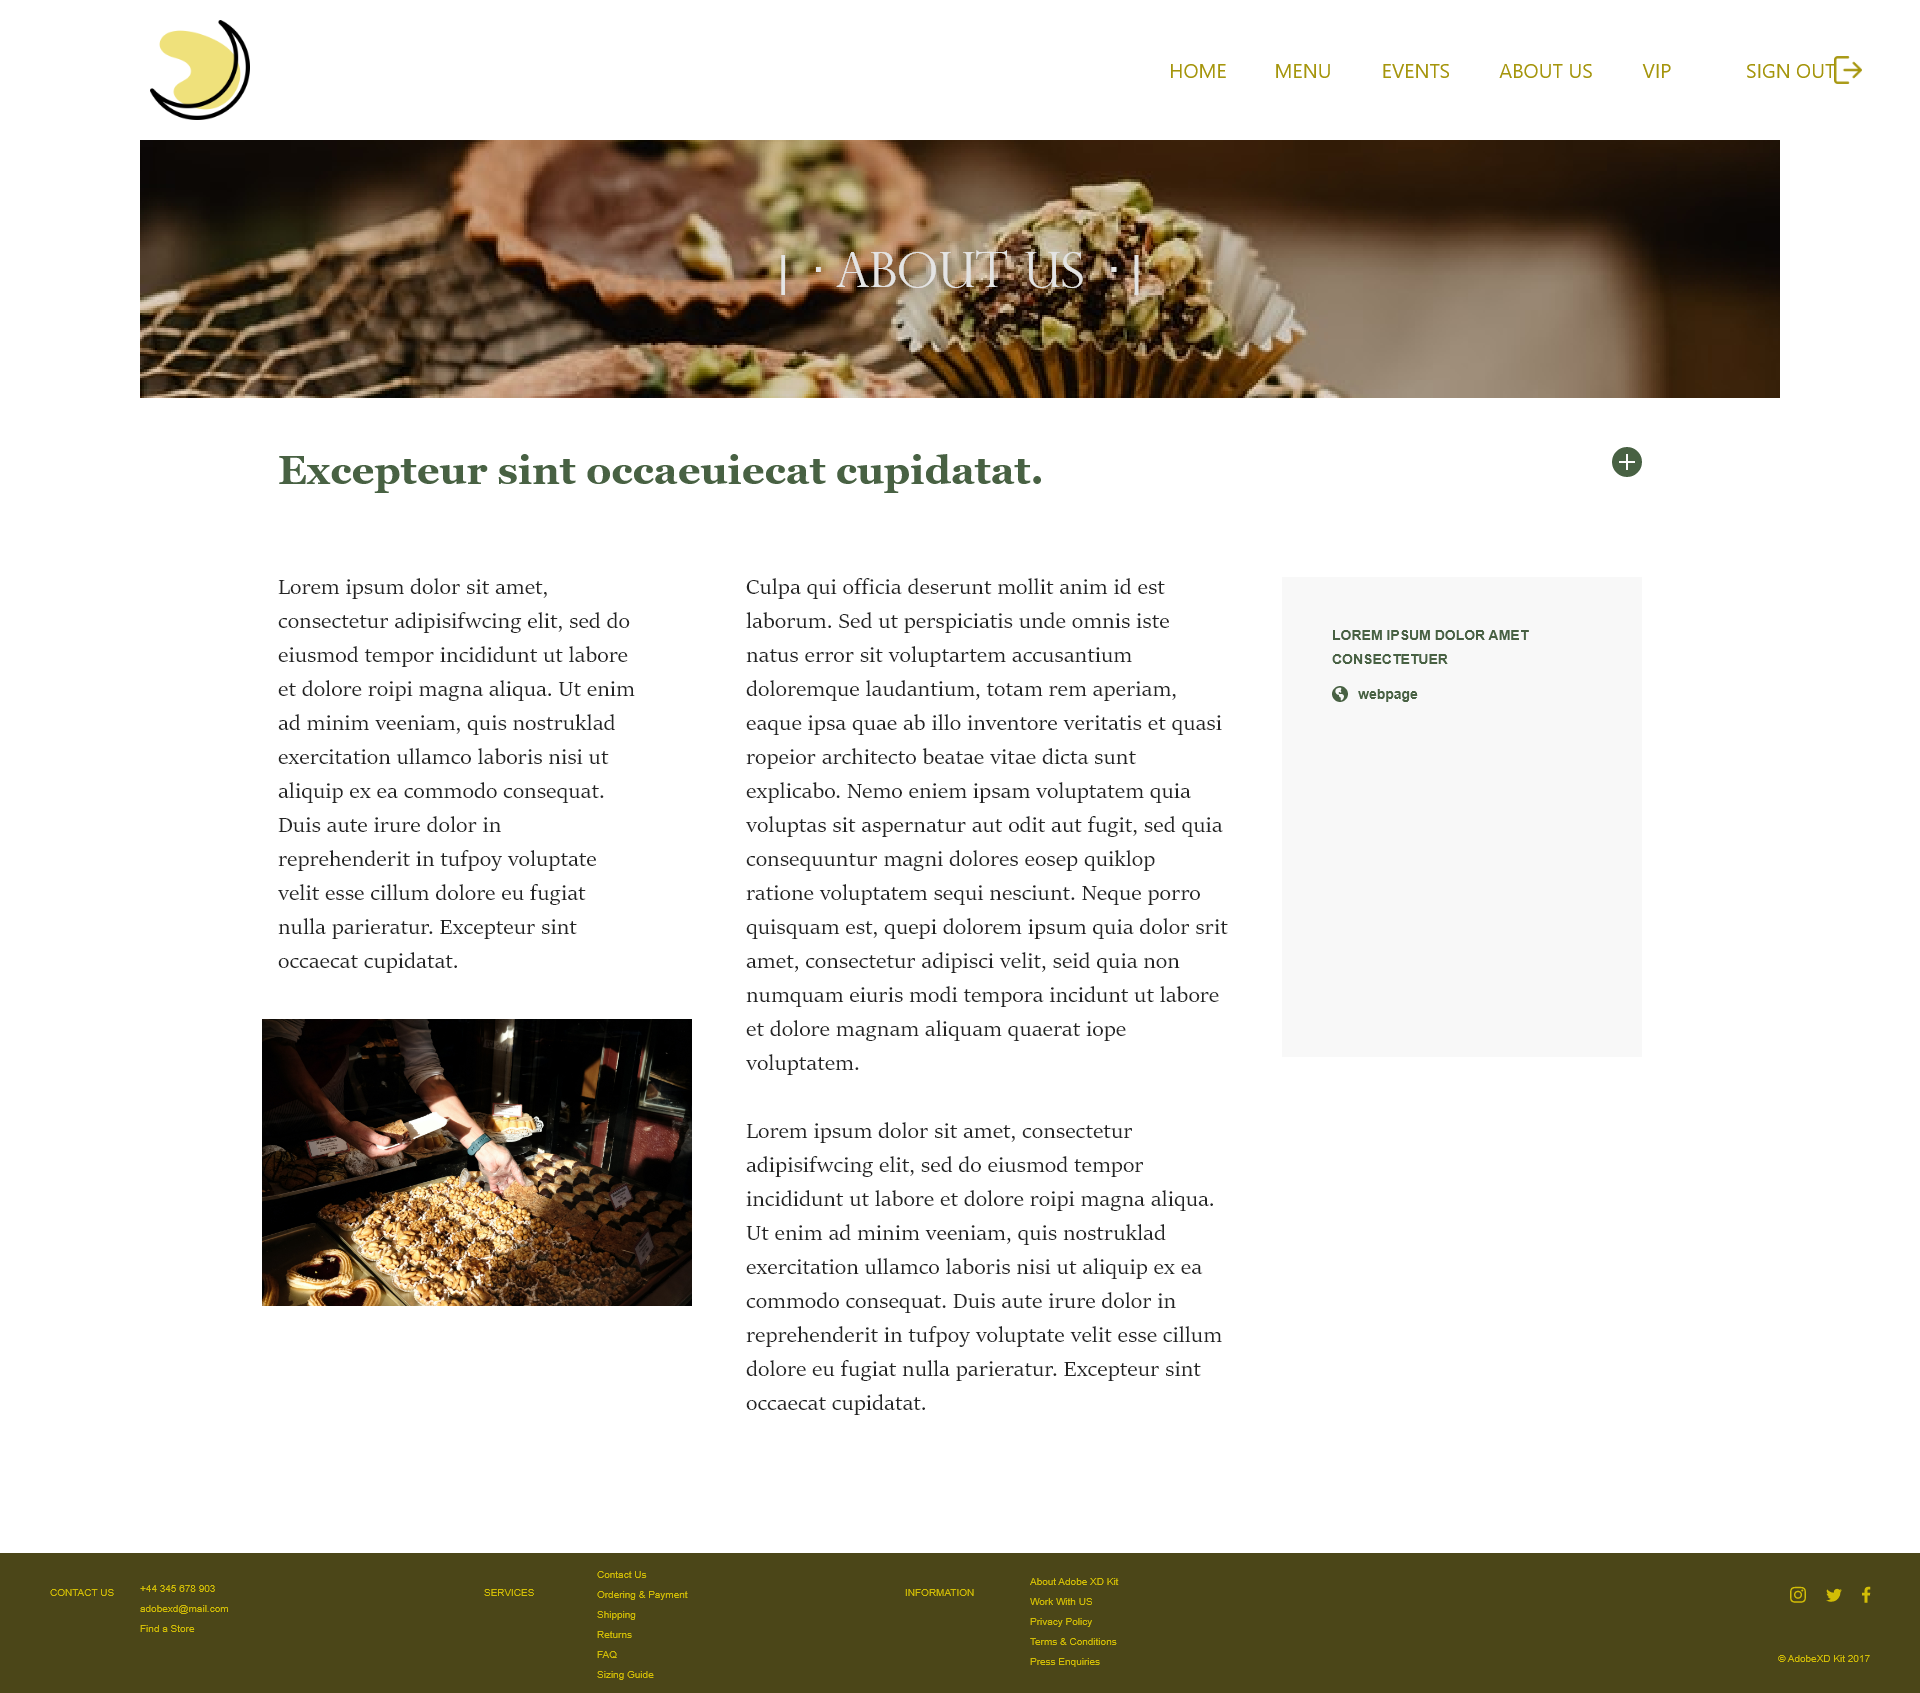 HOME MENU EVENTS ABOUT US VIP SIGN OUT
| · ABOUT US · |
Excepteur sint occaeuiecat cupidatat.
Lorem ipsum dolor sit amet,
consectetur adipisifwcing elit, sed do
eiusmod tempor incididunt ut labore
et dolore roipi magna aliqua. Ut enim
ad minim veeniam, quis nostruklad
exercitation ullamco laboris nisi ut
aliquip ex ea commodo consequat.
Duis aute irure dolor in
reprehenderit in tufpoy voluptate
velit esse cillum dolore eu fugiat
nulla parieratur. Excepteur sint
occaecat cupidatat.
Culpa qui officia deserunt mollit anim id est
laborum. Sed ut perspiciatis unde omnis iste
natus error sit voluptartem accusantium
doloremque laudantium, totam rem aperiam,
eaque ipsa quae ab illo inventore veritatis et quasi
ropeior architecto beatae vitae dicta sunt
explicabo. Nemo eniem ipsam voluptatem quia
voluptas sit aspernatur aut odit aut fugit, sed quia
consequuntur magni dolores eosep quiklop
ratione voluptatem sequi nesciunt. Neque porro
quisquam est, quepi dolorem ipsum quia dolor srit
amet, consectetur adipisci velit, seid quia non
numquam eiuris modi tempora incidunt ut labore
et dolore magnam aliquam quaerat iope
voluptatem.
Lorem ipsum dolor sit amet, consectetur
adipisifwcing elit, sed do eiusmod tempor
incididunt ut labore et dolore roipi magna aliqua.
Ut enim ad minim veeniam, quis nostruklad
exercitation ullamco laboris nisi ut aliquip ex ea
commodo consequat. Duis aute irure dolor in
reprehenderit in tufpoy voluptate velit esse cillum
dolore eu fugiat nulla parieratur. Excepteur sint
occaecat cupidatat.
LOREM IPSUM DOLOR AMET
CONSECTETUER
webpage
CONTACT US
+44 345 678 903
adobexd@mail.com
Find a Store
SERVICES
Contact Us
Ordering & Payment
Shipping
Returns
FAQ
Sizing Guide
INFORMATION
About Adobe XD Kit
Work With US
Privacy Policy
Terms & Conditions
Press Enquiries
© AdobeXD Kit 2017